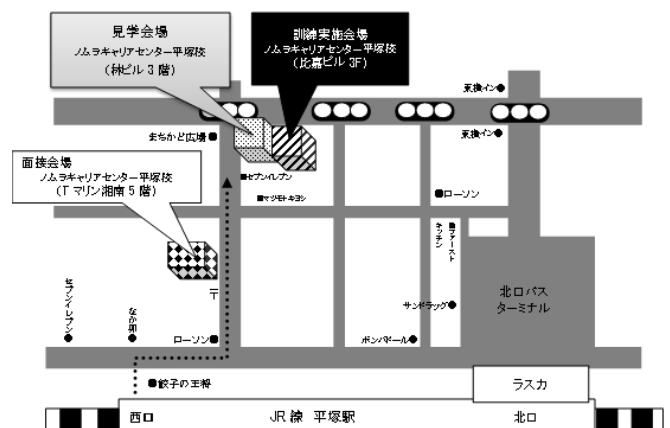 見学会場
ノムラキャリアセンター平塚校
(林ビル 3 階)
訓練実施会場
ノムラキャリアセンター平塚校
(比嘉ビル 3F)
東横イン
まちかど広場
東横イン
面接会場
ノムラキャリアセンター平塚校
(T マリン湘南 5 階)
セブンイレブン
マツモトキヨシ
ローソン
ファースト
キッチン
〒
北口バス
ターミナル
セブンイレブン
なか卯
サンドラッグ
ローソン
ポンパドール
餃子の王将
ラスカ
西口
JR 線 平塚駅
北口